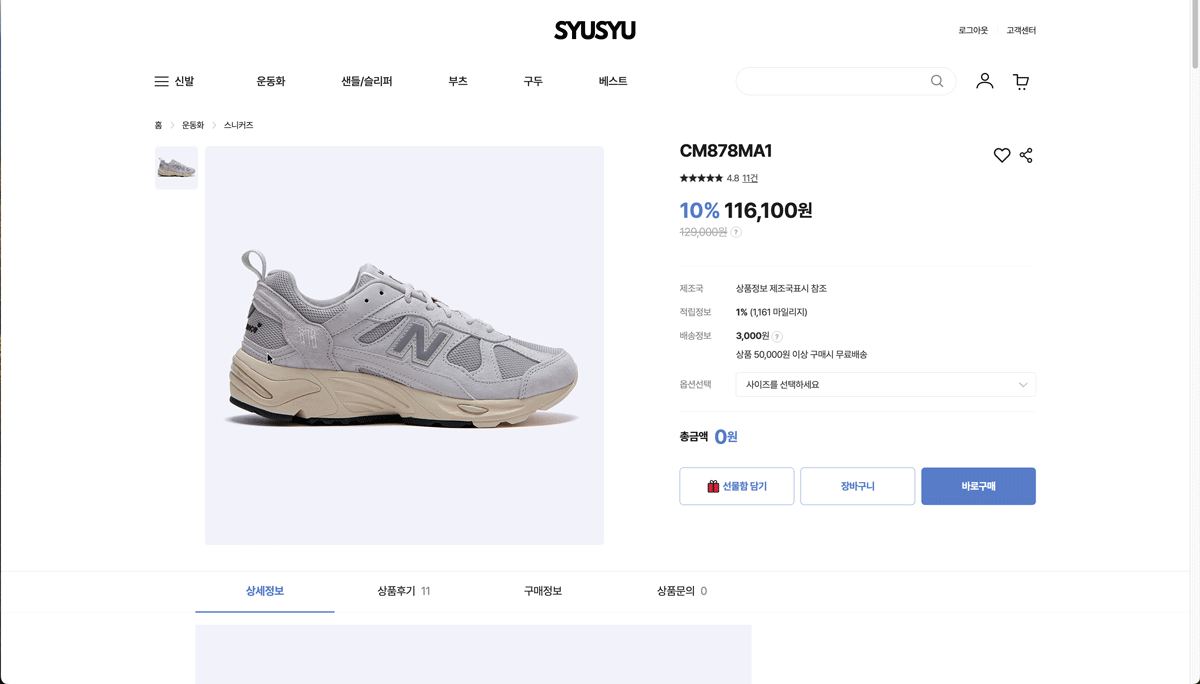 SYUSYU
로그아웃 고객센터
신발 운동화 샌들/슬리퍼 부츠 구두 베스트
홈 운동화 스니커즈
CM878MA1
★★★★★ 4.8 11건
10% 116,100원
129,000원 ?
제조국 상품정보 제조국표시 참조
적립정보 1% (1,161 마일리지)
배송정보 3,000원 ?
상품 50,000원 이상 구매시 무료배송
옵션선택 사이즈를 선택하세요
총금액 0원
선물함 담기 장바구니 바로구매
N
상세정보 상품후기 11 구매정보 상품문의 0